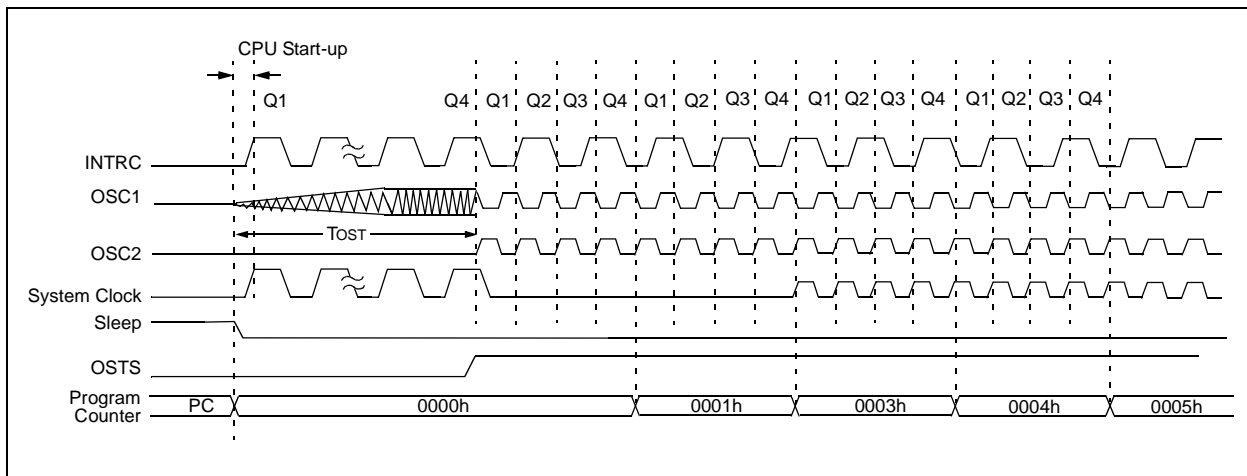 CPU Start-up
Q1 Q4 Q1 Q2 Q3 Q4 Q1 Q2 Q3 Q4 Q1 Q2 Q3 Q4 Q1 Q2 Q3 Q4
INTRC
OSC1
TOST
OSC2
System Clock
Sleep
OSTS
Program
Counter
PC 0000h 0001h 0003h 0004h 0005h